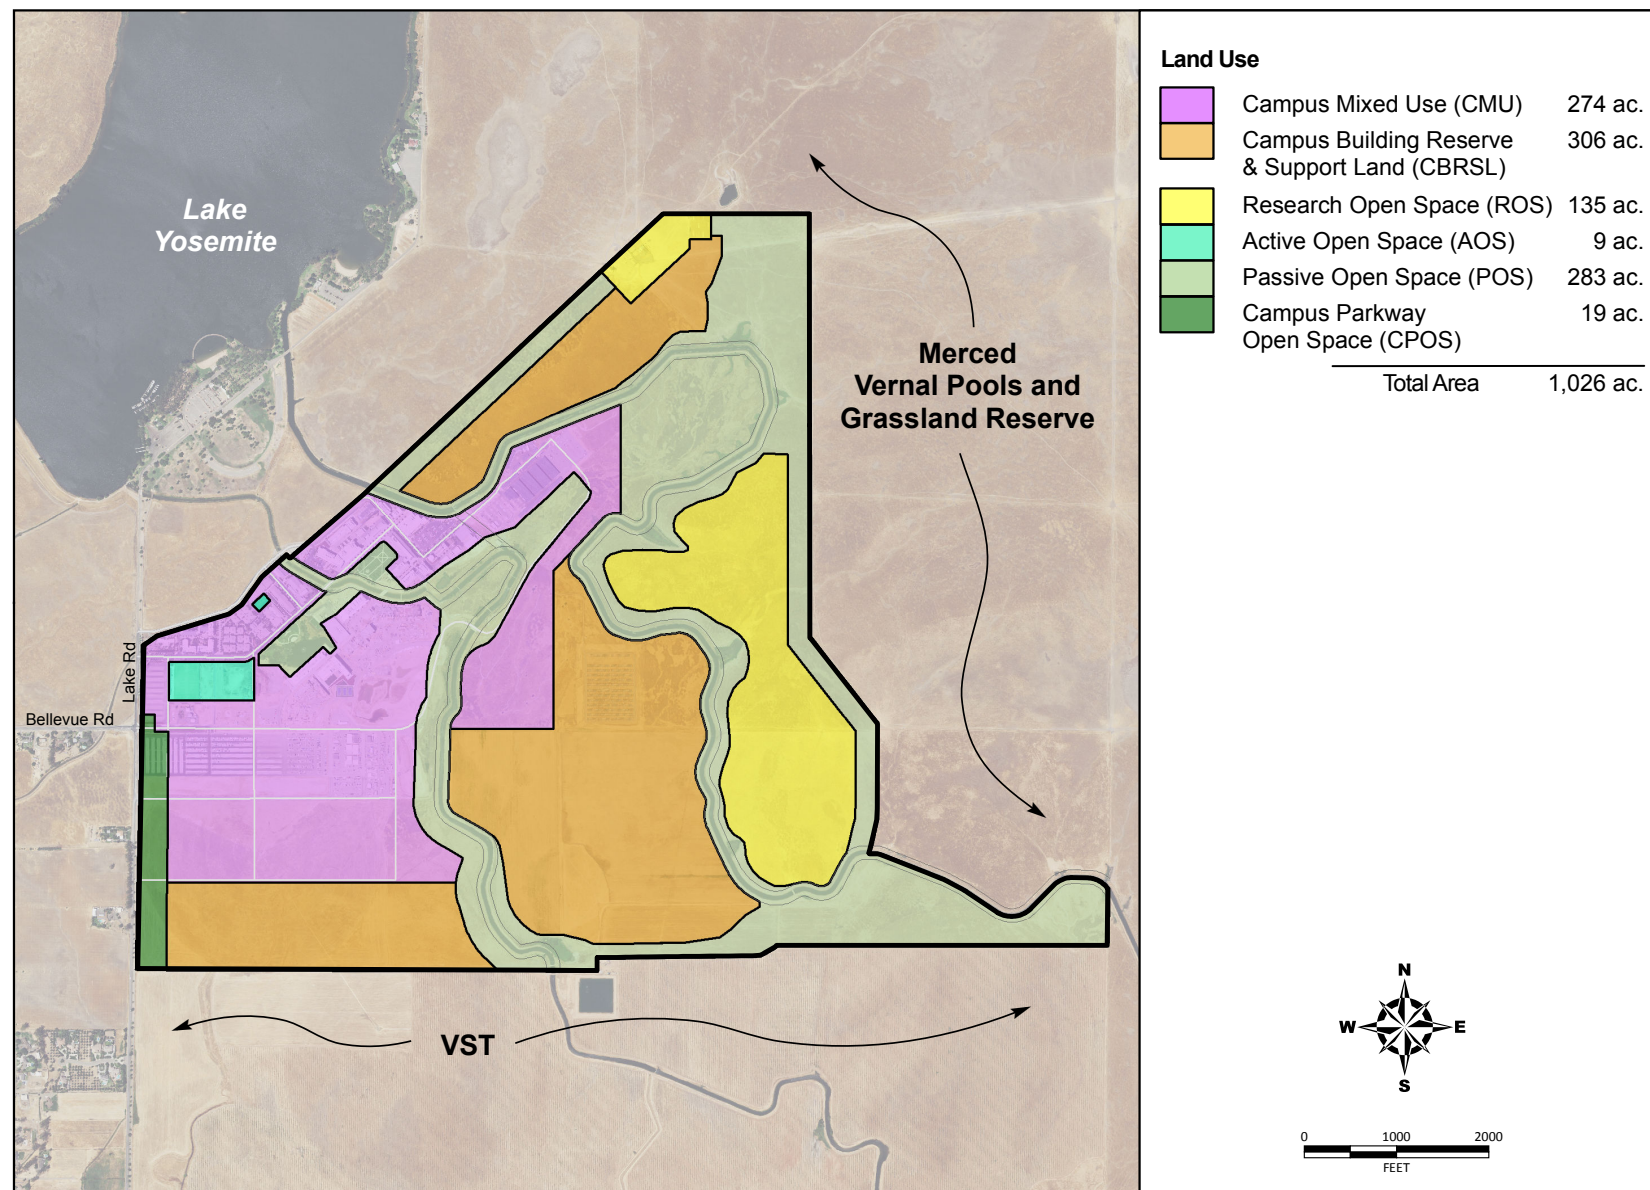 Land Use
Campus Mixed Use (CMU) 274 ac.
Campus Building Reserve 306 ac.
& Support Land (CBRSL)
Research Open Space (ROS) 135 ac.
Active Open Space (AOS) 9 ac.
Passive Open Space (POS) 283 ac.
Campus Parkway 19 ac.
Open Space (CPOS)
Total Area 1,026 ac.
Lake
Yosemite
Merced
Vernal Pools and
Grassland Reserve
Lake Rd
Bellevue Rd
VST
N
W E
S
0 1000 2000
FEET